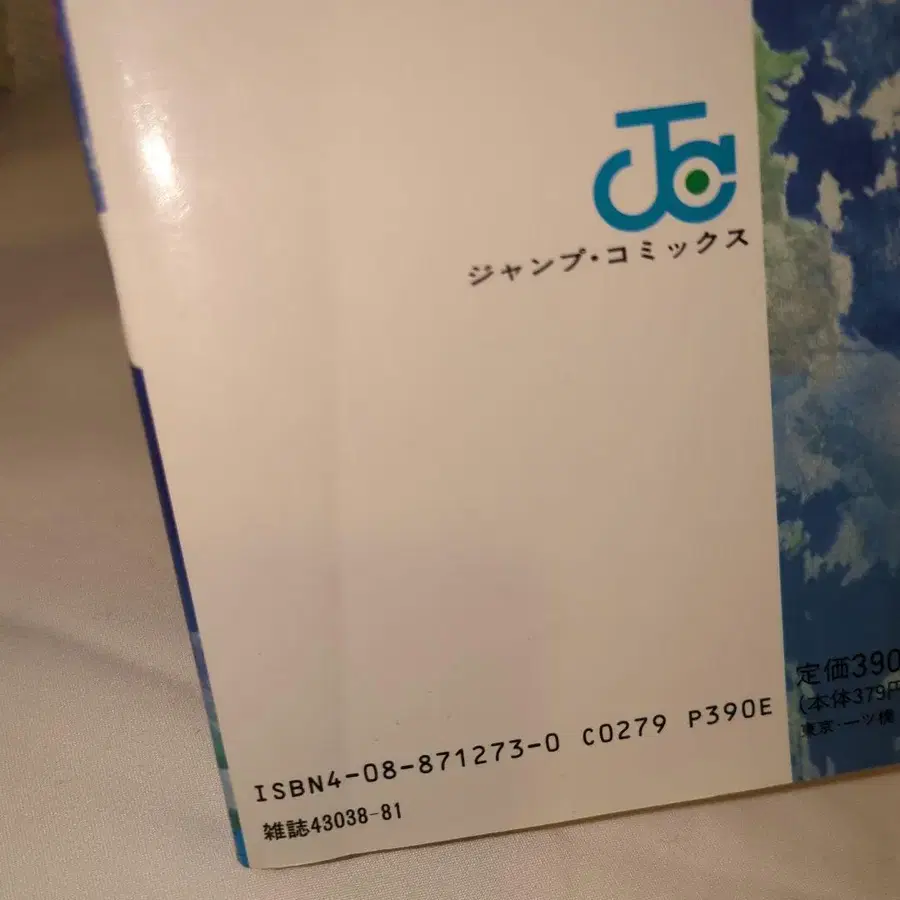 JC
ジャンプ・コミックス
定価390
(本体379円
東京・一ツ橋
ISBN4-08-871273-0 C0279 P390E
雑誌43038-81